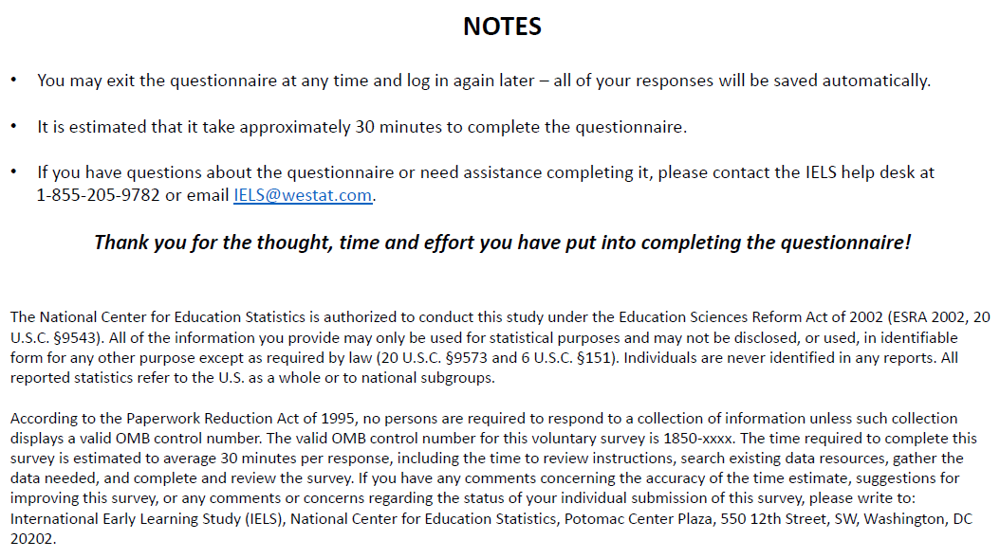 NOTES
• You may exit the questionnaire at any time and log in again later – all of your responses will be saved automatically.
• It is estimated that it take approximately 30 minutes to complete the questionnaire.
• If you have questions about the questionnaire or need assistance completing it, please contact the IELS help desk at
1-855-205-9782 or email IELS@westat.com.
Thank you for the thought, time and effort you have put into completing the questionnaire!
The National Center for Education Statistics is authorized to conduct this study under the Education Sciences Reform Act of 2002 (ESRA 2002, 20
U.S.C. §9543). All of the information you provide may only be used for statistical purposes and may not be disclosed, or used, in identifiable
form for any other purpose except as required by law (20 U.S.C. §9573 and 6 U.S.C. §151). Individuals are never identified in any reports. All
reported statistics refer to the U.S. as a whole or to national subgroups.
According to the Paperwork Reduction Act of 1995, no persons are required to respond to a collection of information unless such collection
displays a valid OMB control number. The valid OMB control number for this voluntary survey is 1850-xxxx. The time required to complete this
survey is estimated to average 30 minutes per response, including the time to review instructions, search existing data resources, gather the
data needed, and complete and review the survey. If you have any comments concerning the accuracy of the time estimate, suggestions for
improving this survey, or any comments or concerns regarding the status of your individual submission of this survey, please write to:
International Early Learning Study (IELS), National Center for Education Statistics, Potomac Center Plaza, 550 12th Street, SW, Washington, DC
20202.